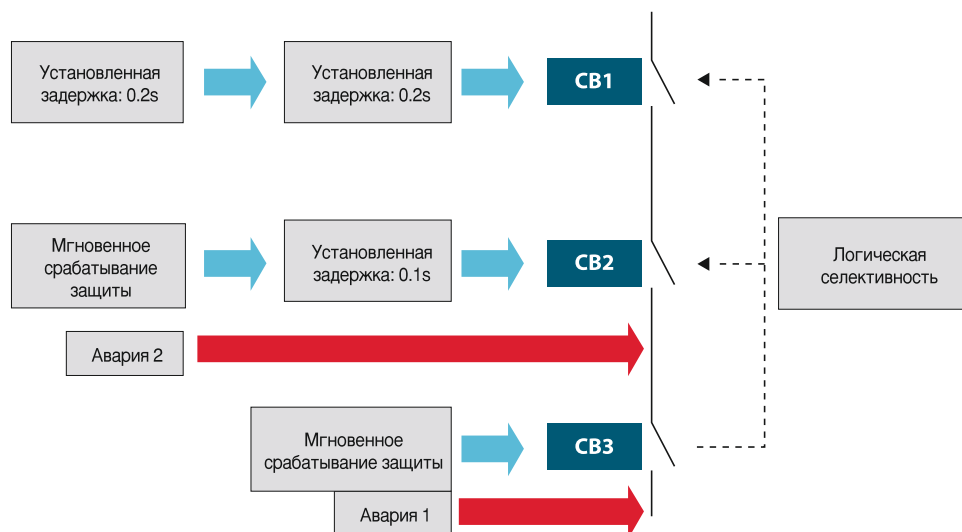 Установленная
задержка: 0.2s
Установленная
задержка: 0.2s
CB1
Мгновенное
срабатывание
защиты
Установленная
задержка: 0.1s
CB2
Логическая
селективность
Авария 2
Мгновенное
срабатывание защиты
CB3
Авария 1